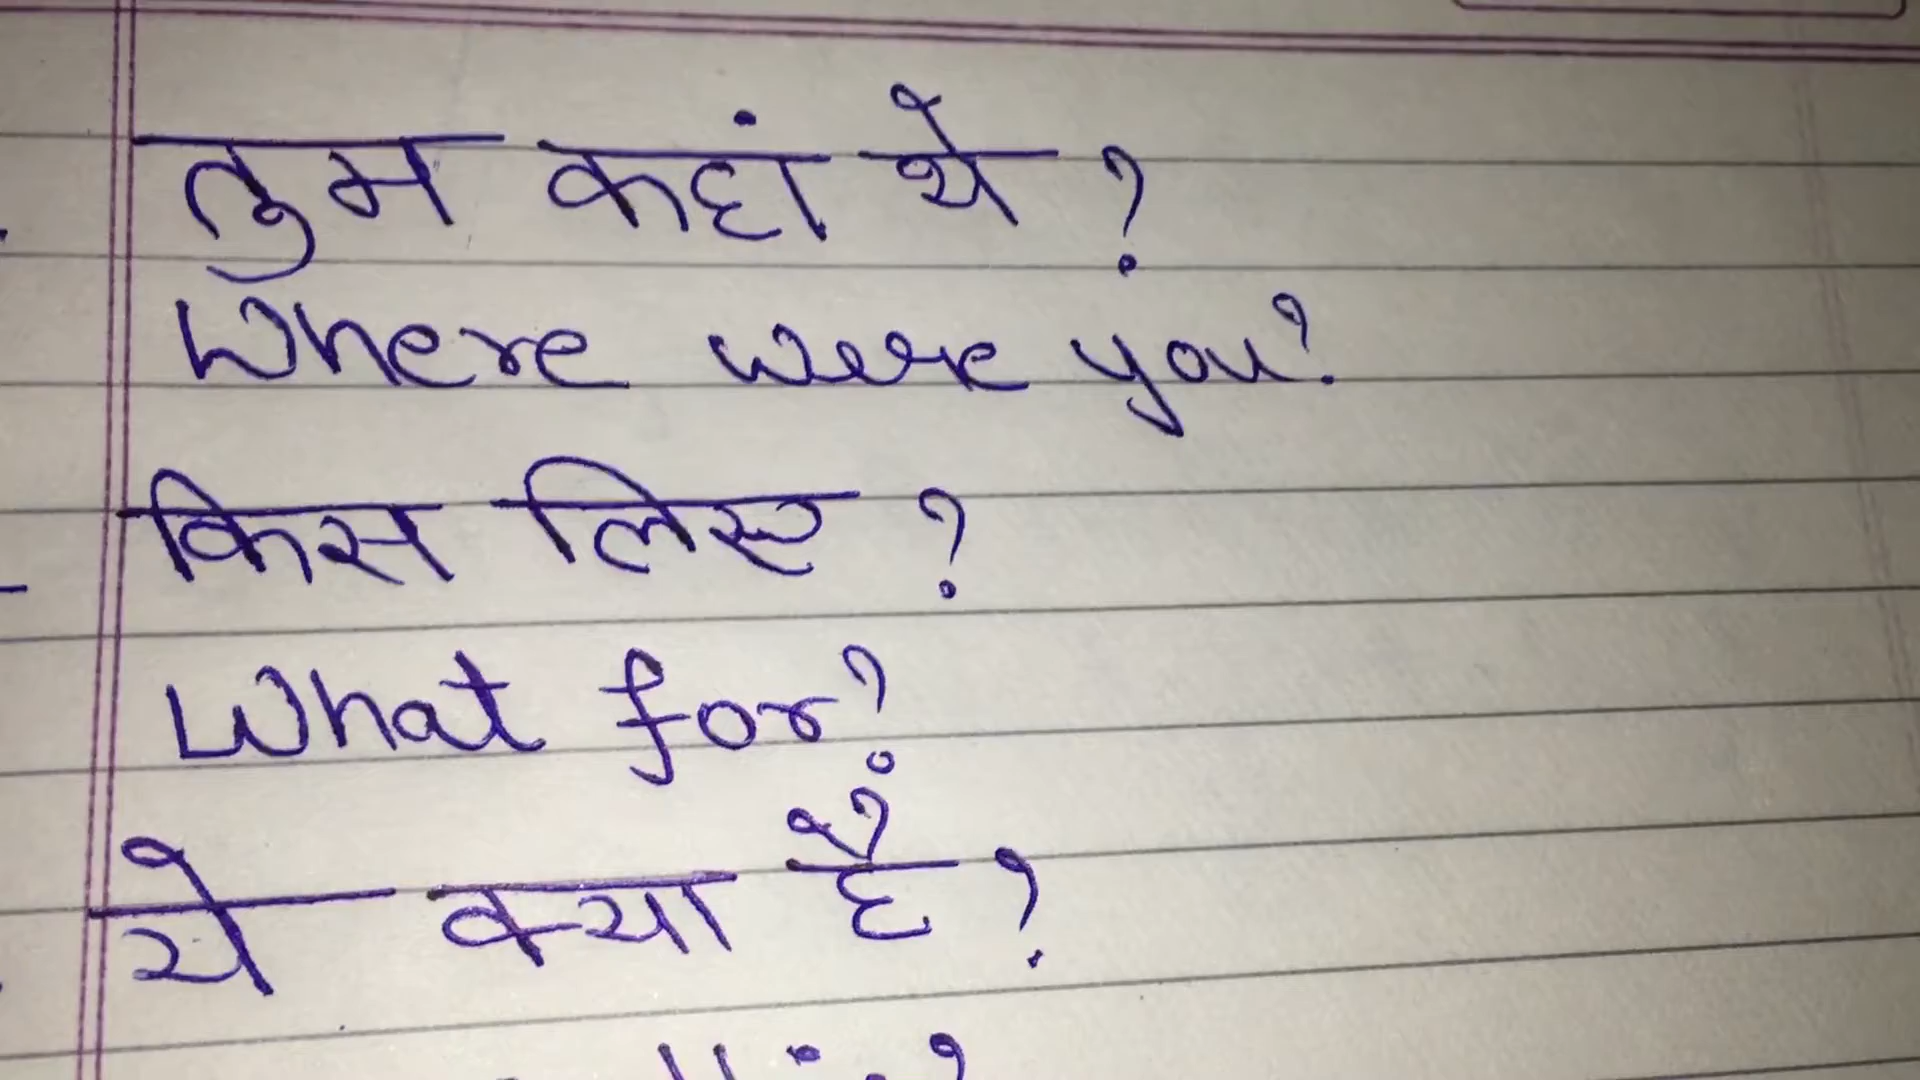 तुम कहां थे ?
Where were you?
किस लिए ?
What for?
ये क्या है ?